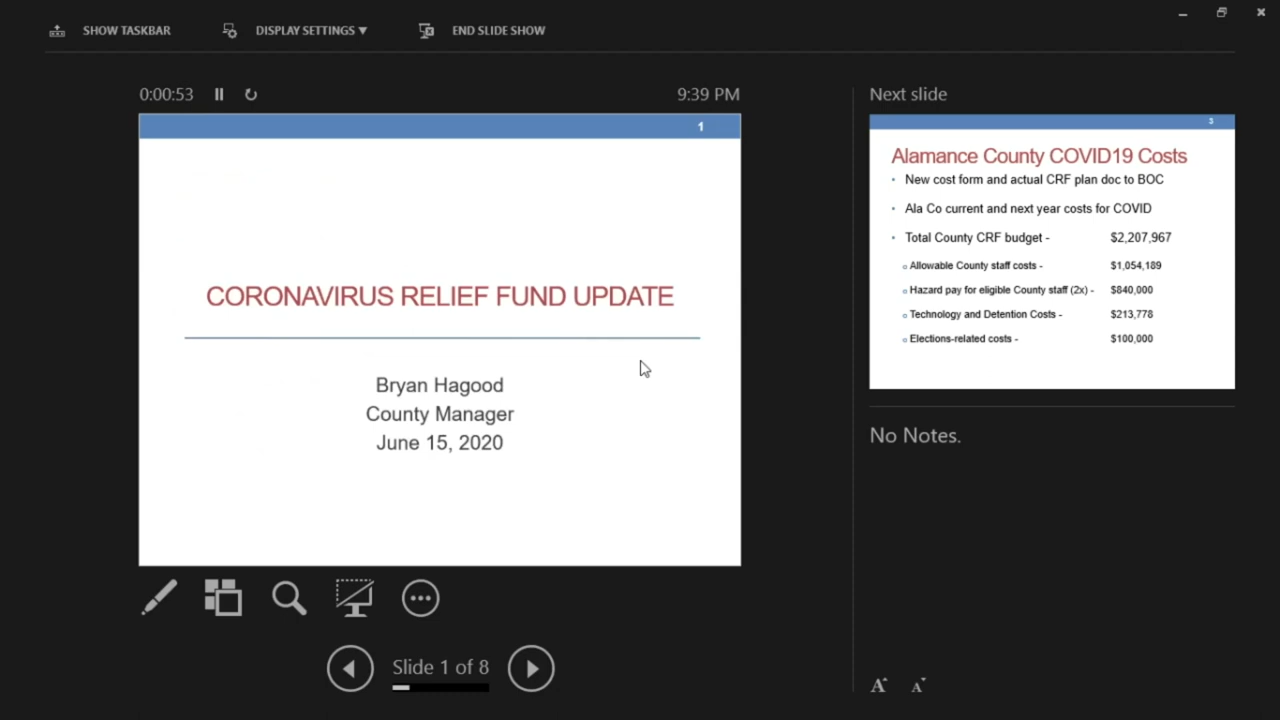 SHOW TASKBAR
DISPLAY SETTINGS ▼
END SLIDE SHOW
0:00:53
9:39 PM
1
CORONAVIRUS RELIEF FUND UPDATE
Bryan Hagood
County Manager
June 15, 2020
Slide 1 of 8
Next slide
3
Alamance County COVID19 Costs
• New cost form and actual CRF plan doc to BOC
• Ala Co current and next year costs for COVID
• Total County CRF budget - $2,207,967
o Allowable County staff costs - $1,054,189
o Hazard pay for eligible County staff (2x) - $840,000
o Technology and Detention Costs - $213,778
o Elections-related costs - $100,000
No Notes.
A A